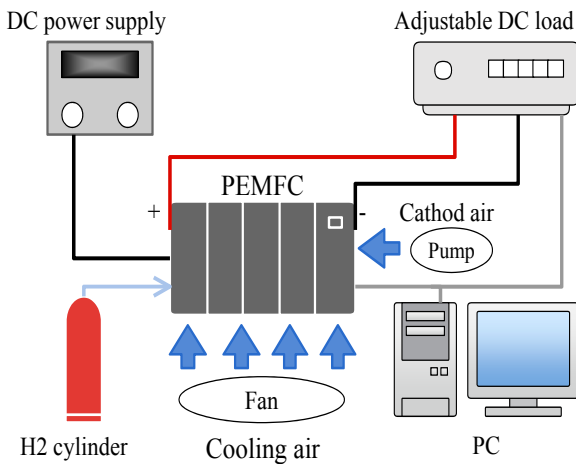 DC power supply
Adjustable DC load
PEMFC
+
-
Cathod air
Pump
Fan
H2 cylinder
Cooling air
PC